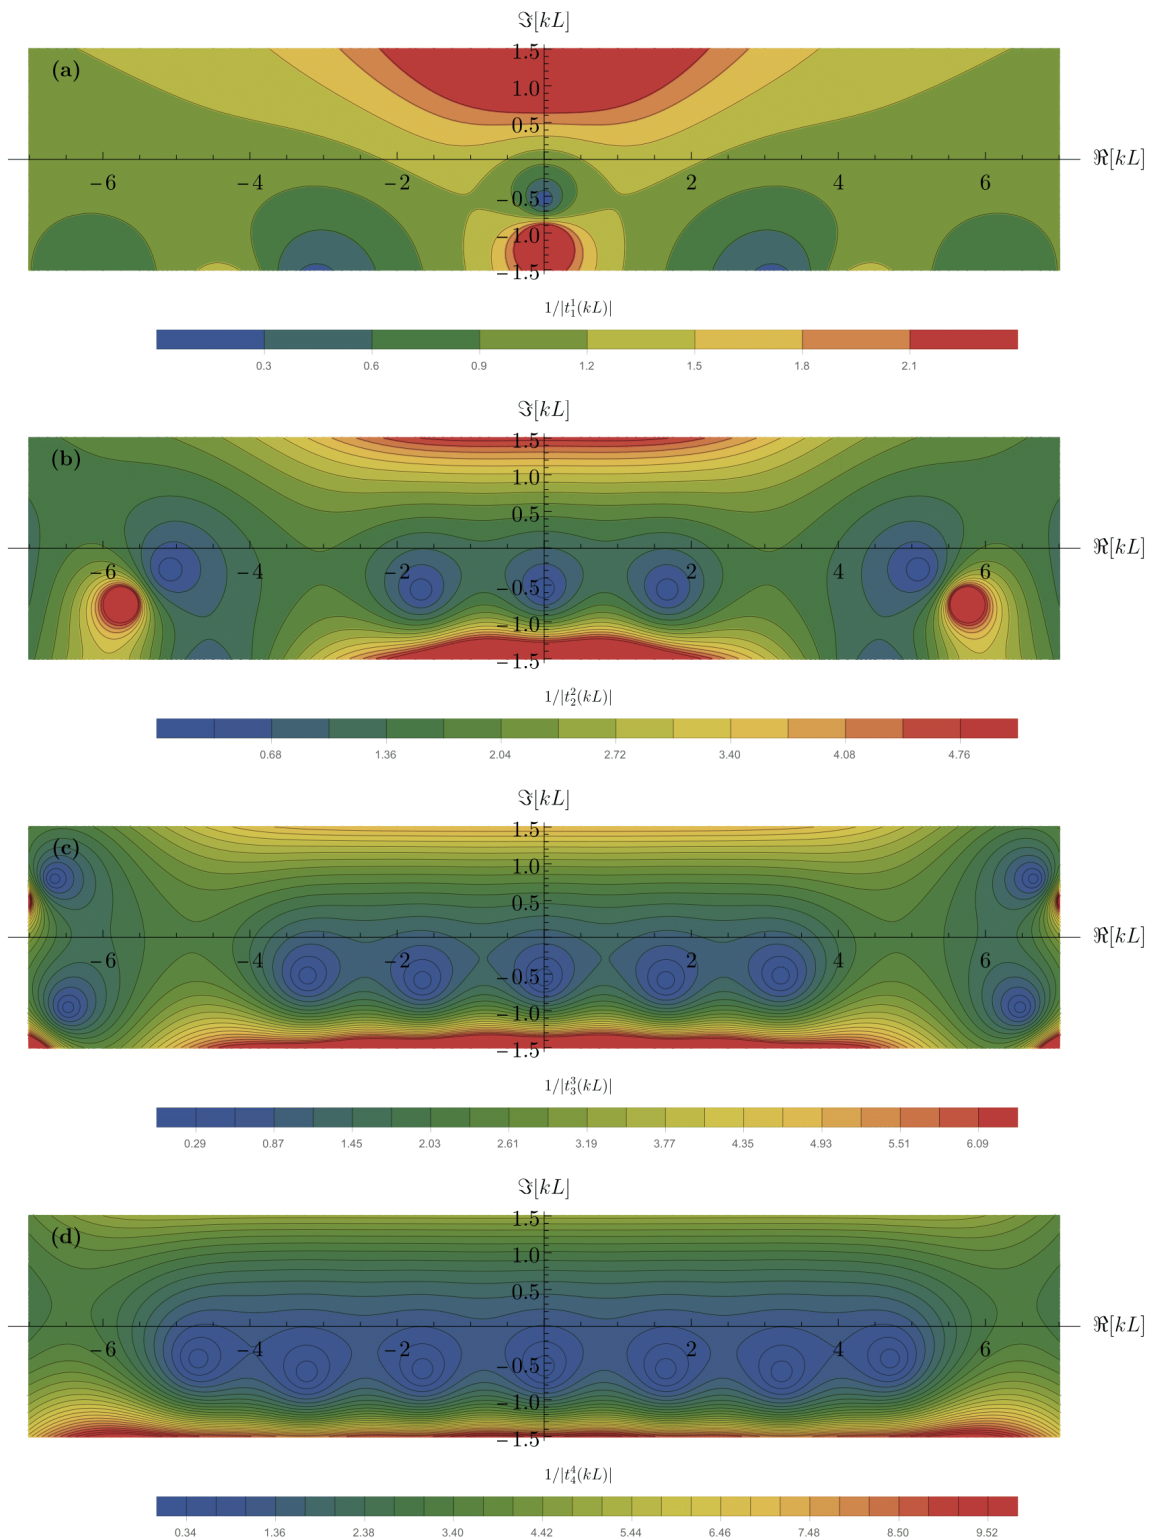 ℑ[kL]
1.5
(a)
1.0
0.5
ℜ[kL]
−6 −4 −2 2 4 6
−0.5
−1.0
−1.5
1/|t₁¹(kL)|
0.3 0.6 0.9 1.2 1.5 1.8 2.1
ℑ[kL]
1.5
(b)
1.0
0.5
ℜ[kL]
−6 −4 −2 2 4 6
−0.5
−1.0
−1.5
1/|t₂²(kL)|
0.68 1.36 2.04 2.72 3.40 4.08 4.76
ℑ[kL]
1.5
(c)
1.0
0.5
ℜ[kL]
−6 −4 −2 2 4 6
−0.5
−1.0
−1.5
1/|t₃³(kL)|
0.29 0.87 1.45 2.03 2.61 3.19 3.77 4.35 4.93 5.51 6.09
ℑ[kL]
1.5
(d)
1.0
0.5
ℜ[kL]
−6 −4 −2 2 4 6
−0.5
−1.0
−1.5
1/|t₄⁴(kL)|
0.34 1.36 2.38 3.40 4.42 5.44 6.46 7.48 8.50 9.52